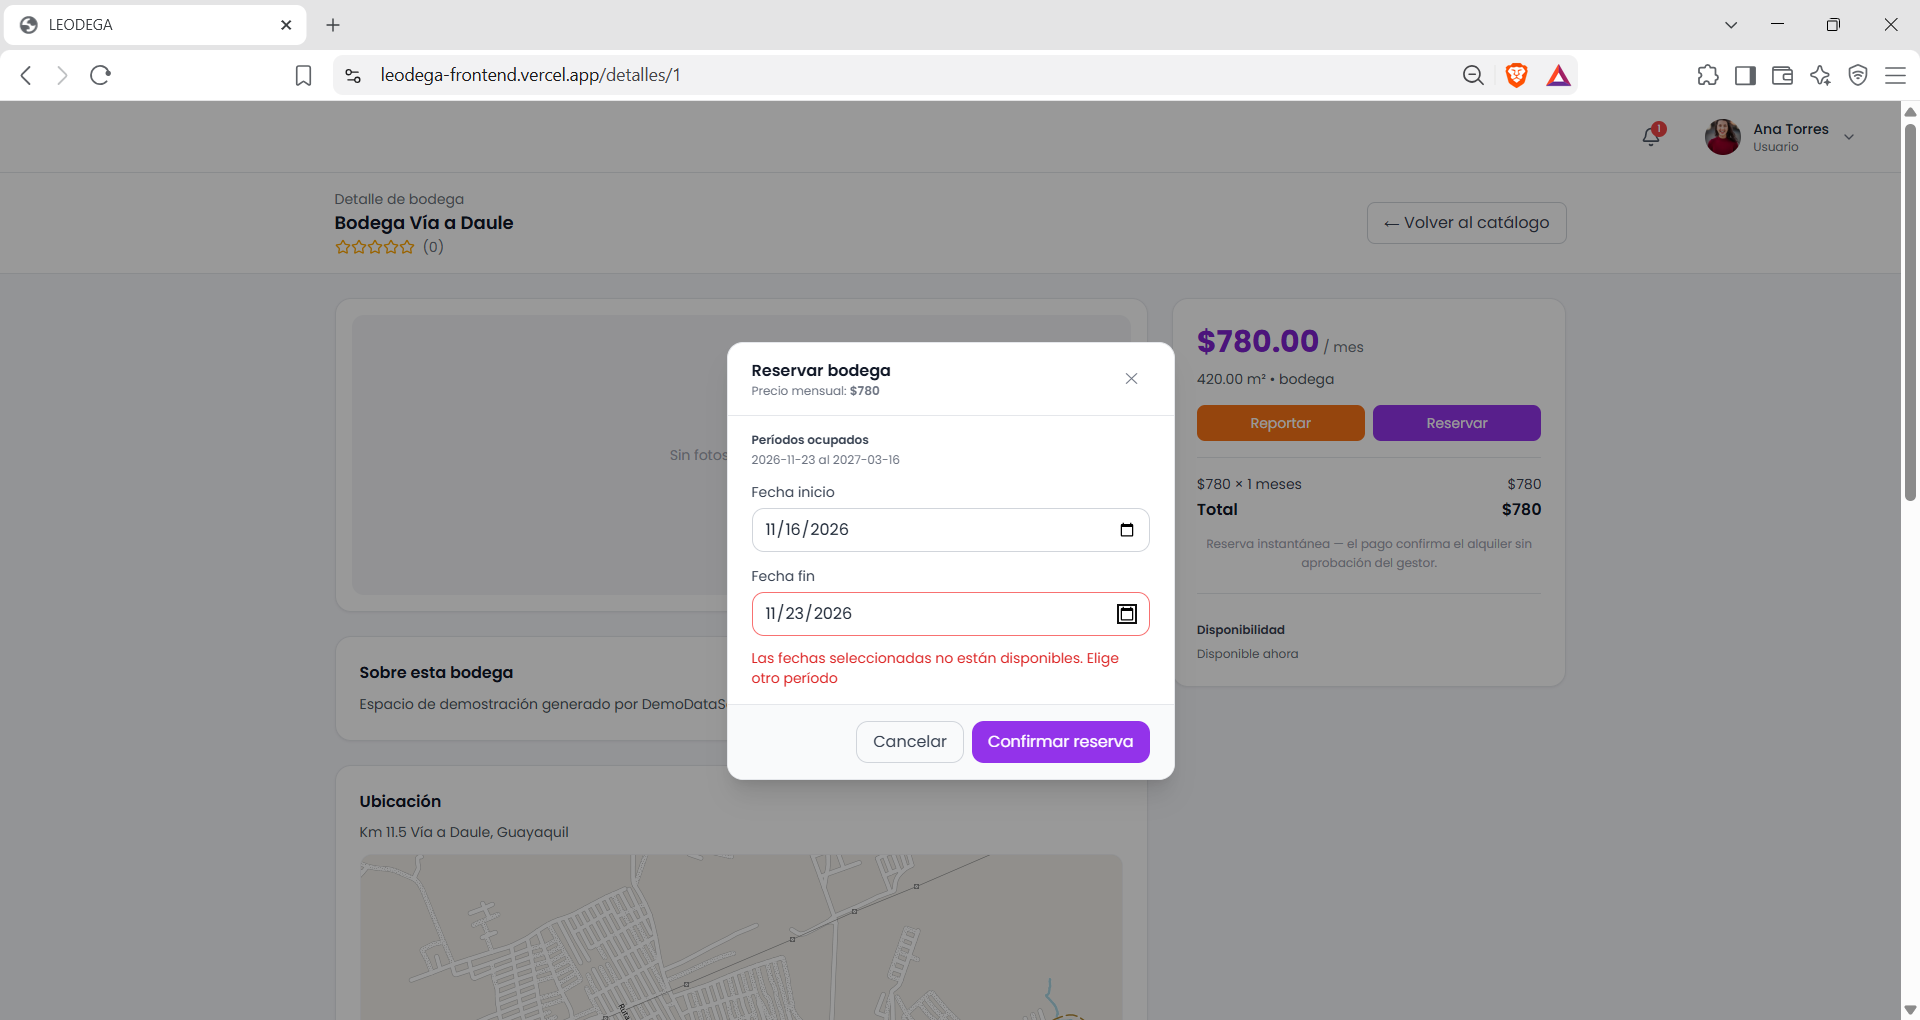 LEODEGA
leodega-frontend.vercel.app/detalles/1
1
Ana Torres
Usuario
Detalle de bodega
Bodega Vía a Daule
(0)
← Volver al catálogo
Sin fotos
$780.00 / mes
420.00 m² • bodega
Reportar
Reservar
$780 × 1 meses
$780
Total
$780
Reserva instantánea — el pago confirma el alquiler sin
aprobación del gestor.
Disponibilidad
Disponible ahora
Reservar bodega
Precio mensual: $780
Períodos ocupados
2026-11-23 al 2027-03-16
Fecha inicio
11/16/2026
Fecha fin
11/23/2026
Las fechas seleccionadas no están disponibles. Elige
otro período
Cancelar
Confirmar reserva
Sobre esta bodega
Espacio de demostración generado por DemoDataS
Ubicación
Km 11.5 Vía a Daule, Guayaquil